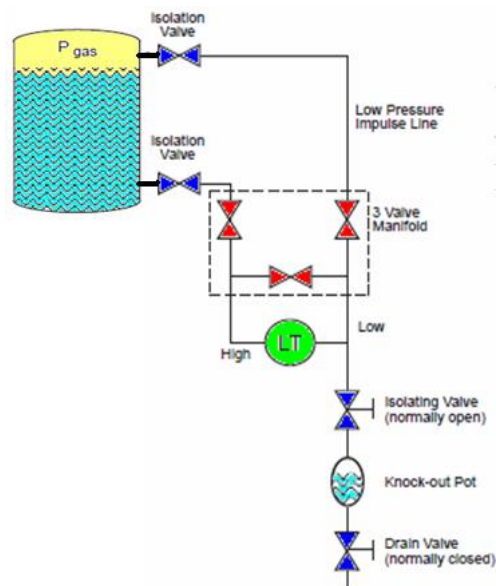 Isolation
Valve
P gas
Low Pressure
Impulse Line
Isolation
Valve
3 Valve
Manifold
Low
LT
High
Isolating Valve
(normally open)
Knock-out Pot
Drain Valve
(normally closed)